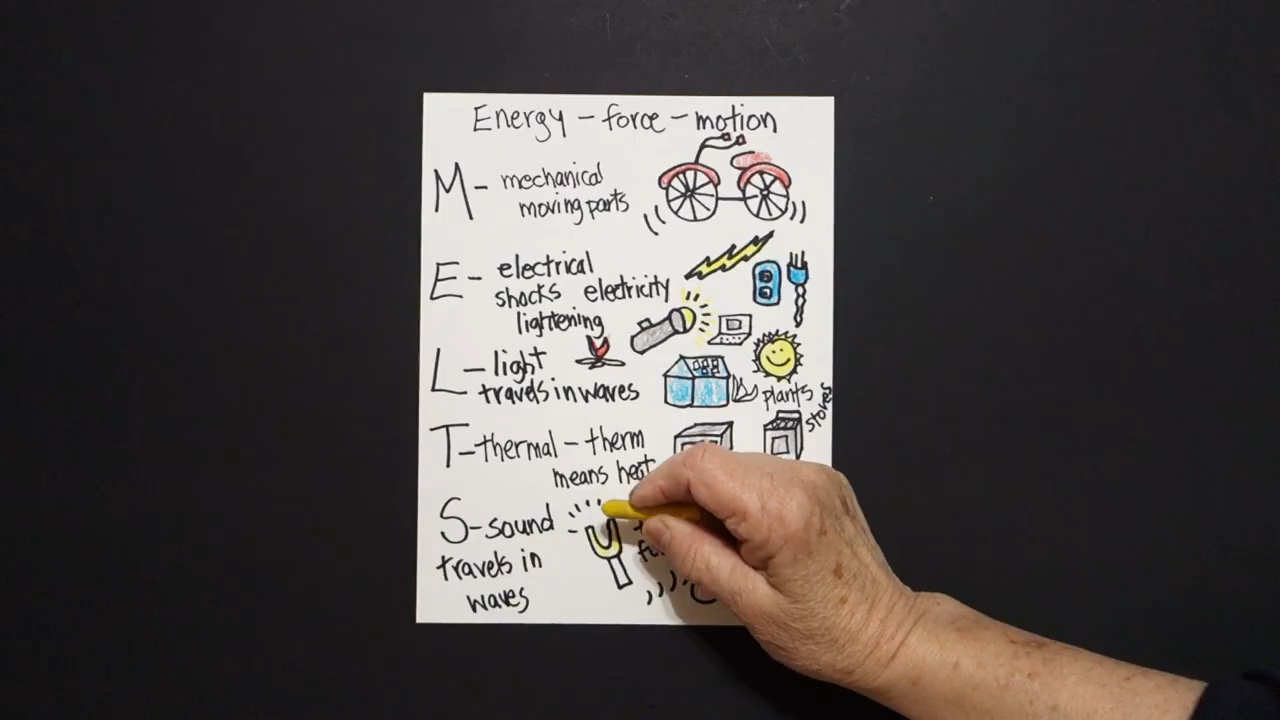 Energy - force - motion
M - mechanical
moving parts
E - electrical
shocks electricity
lightening
L - light
travels in waves
plants
stoves
T - thermal - therm
means heat
S - sound
travels in
waves